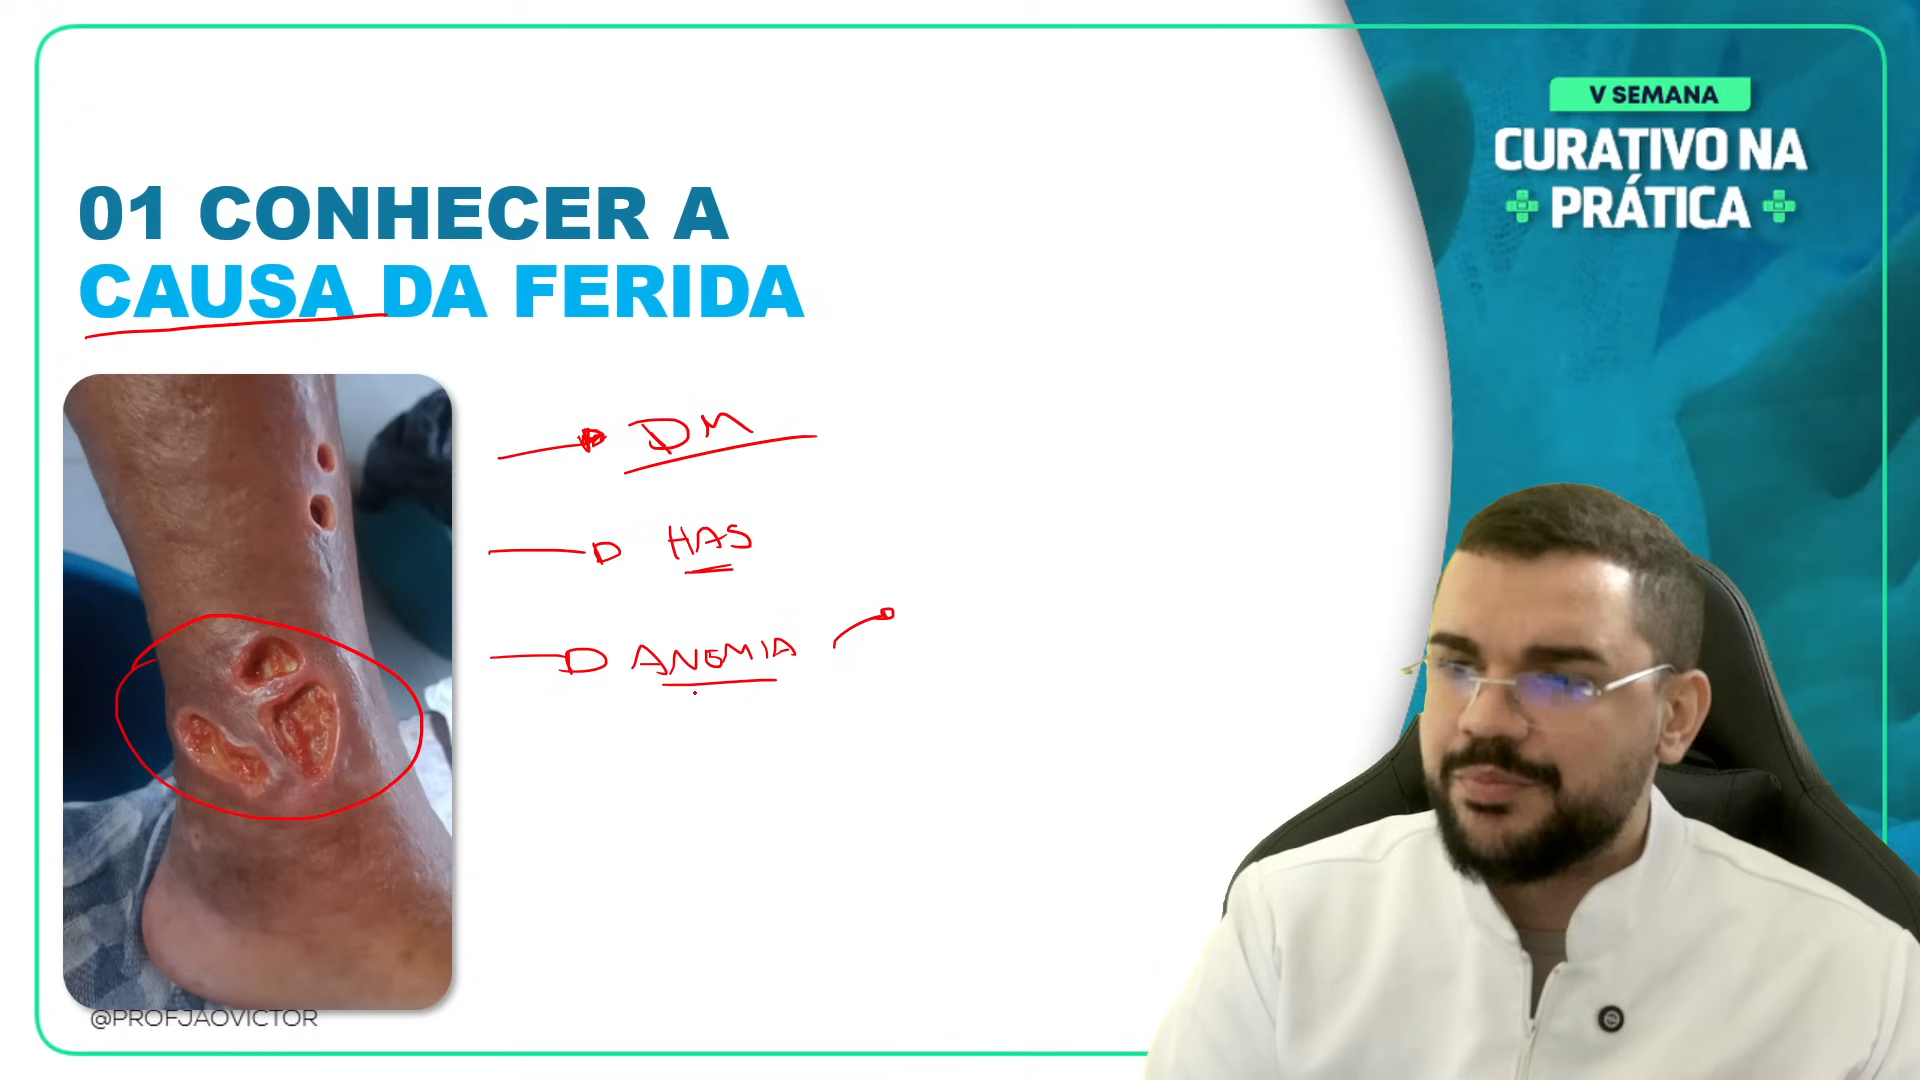 V SEMANA
CURATIVO NA
PRÁTICA
01 CONHECER A
CAUSA DA FERIDA
DM
HAS
ANEMIA
@PROFJAOVICTOR